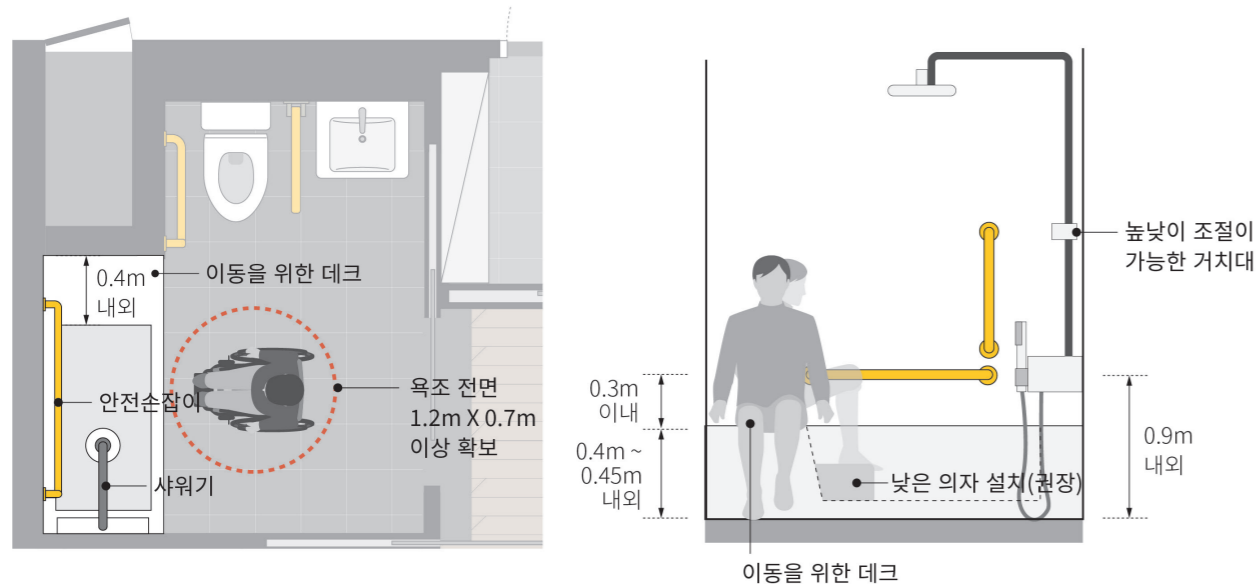 0.4m
내외
이동을 위한 데크
안전손잡이
샤워기
욕조 전면
1.2m X 0.7m
이상 확보
높낮이 조절이
가능한 거치대
0.3m
이내
0.4m ~
0.45m
내외
0.9m
내외
낮은 의자 설치(권장)
이동을 위한 데크